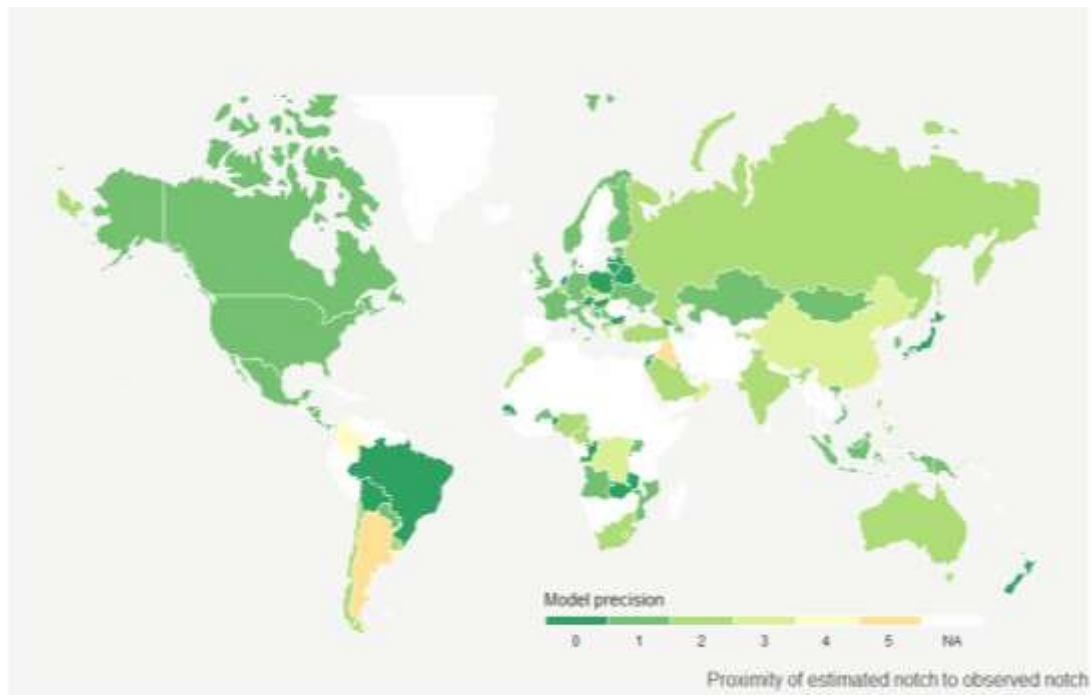 Model precision
0 1 2 3 4 5 NA
Proximity of estimated notch to observed notch